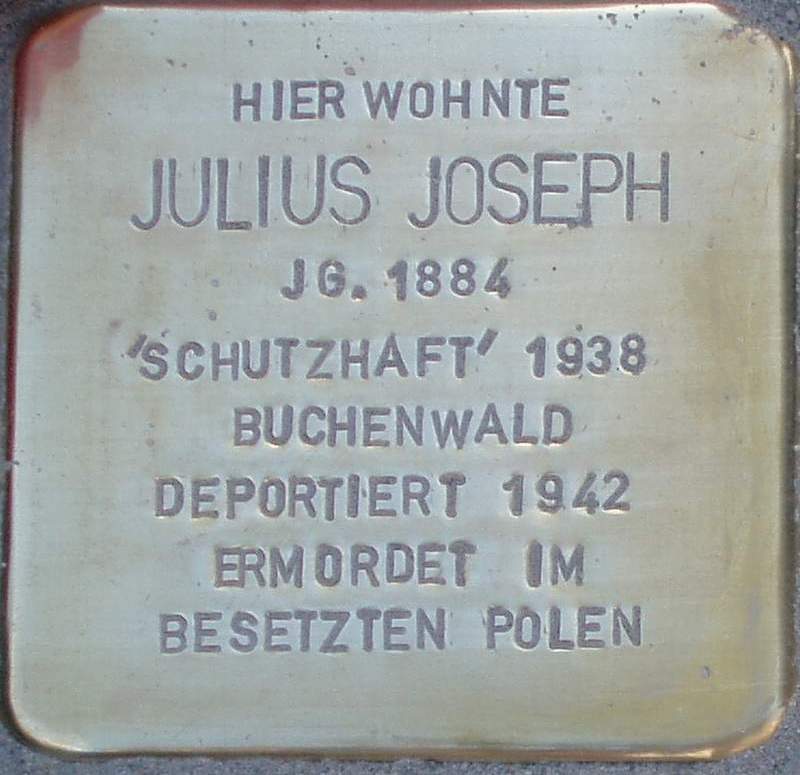 HIER WOHNTE
JULIUS JOSEPH
JG. 1884
'SCHUTZHAFT' 1938
BUCHENWALD
DEPORTIERT 1942
ERMORDET IM
BESETZTEN POLEN